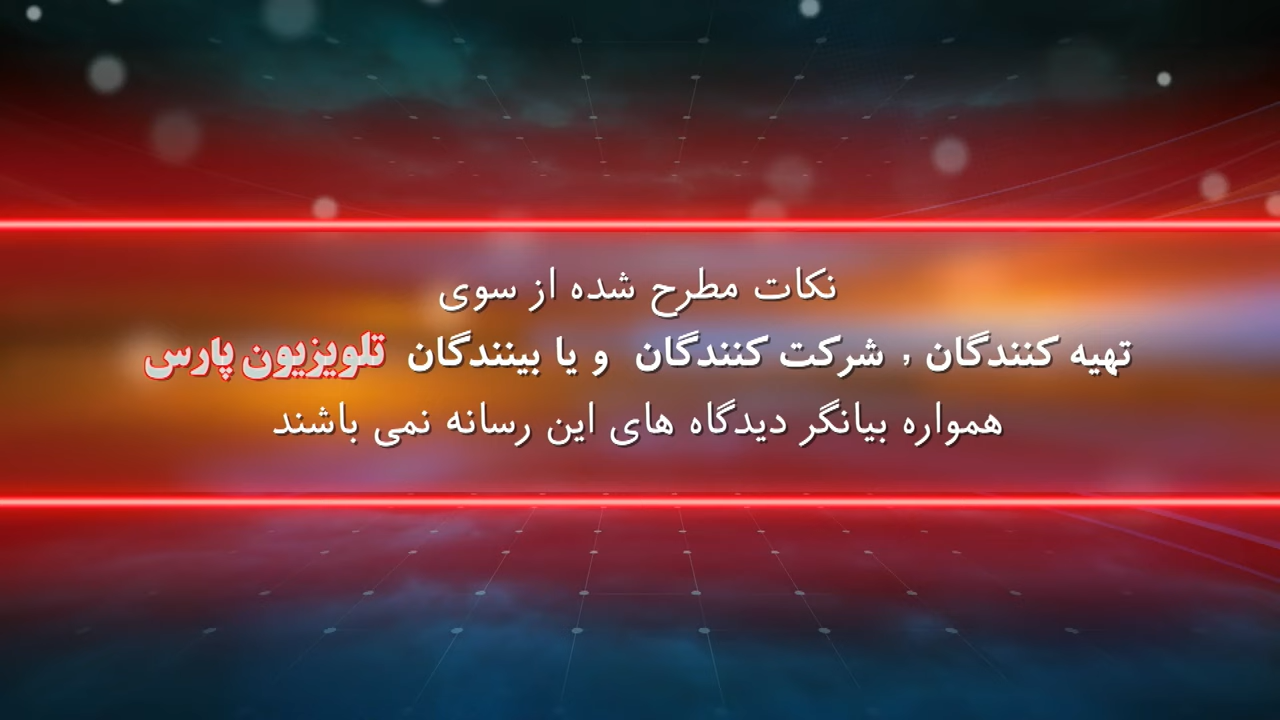 نکات مطرح شده از سوی
تهیه کنندگان , شرکت کنندگان و یا بینندگان تلویزیون پارس
همواره بیانگر دیدگاه های این رسانه نمی باشند